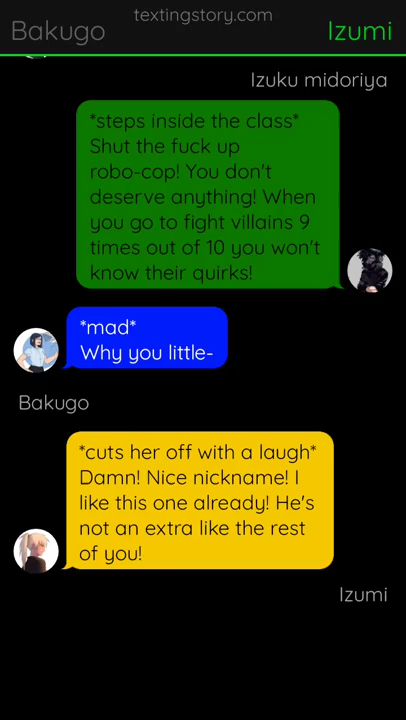 textingstory.com
Bakugo
Izumi
Izuku midoriya
*steps inside the class*
Shut the fuck up
robo-cop! You don't
deserve anything! When
you go to fight villains 9
times out of 10 you won't
know their quirks!
*mad*
Why you little-
Bakugo
*cuts her off with a laugh*
Damn! Nice nickname! I
like this one already! He's
not an extra like the rest
of you!
Izumi